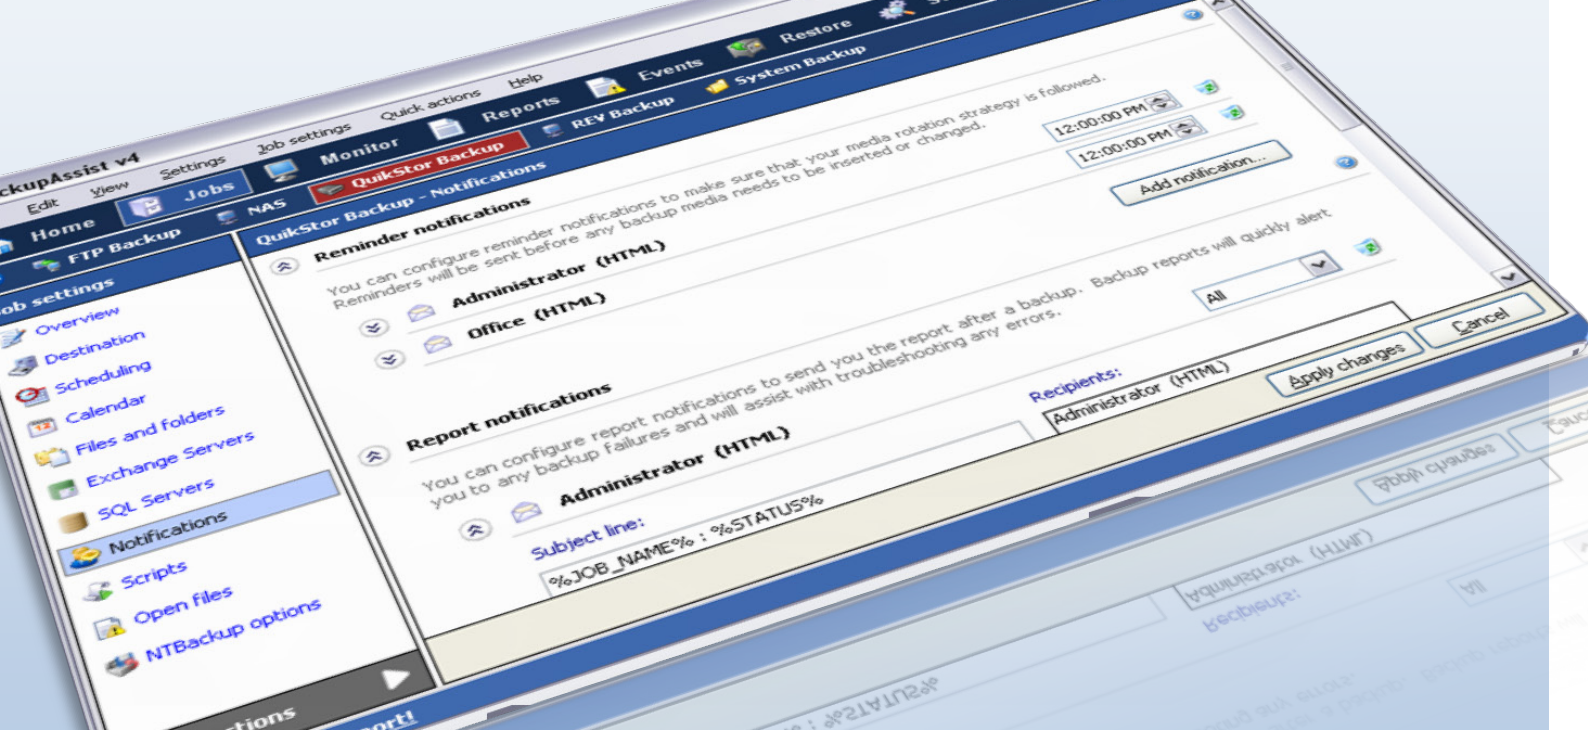 ckupAssist v4
Edit View Settings Job settings Quick actions Help
Home Jobs Monitor Reports Events Restore
FTP Backup NAS QuikStor Backup REV Backup System Backup
ob settings
Overview
Destination
Scheduling
Calendar
Files and folders
Exchange Servers
SQL Servers
Notifications
Scripts
Open files
NTBackup options
ctions
port!
QuikStor Backup - Notifications
Reminder notifications
You can configure reminder notifications to make sure that your media rotation strategy is followed.
Reminders will be sent before any backup media needs to be inserted or changed.
Administrator (HTML) 12:00:00 PM
Office (HTML) 12:00:00 PM
Add notification...
Report notifications
You can configure report notifications to send you the report after a backup. Backup reports will quickly alert
you to any backup failures and will assist with troubleshooting any errors.
Administrator (HTML) All
Subject line: Recipients:
%JOB_NAME% : %STATUS% Administrator (HTML)
Apply changes Cancel